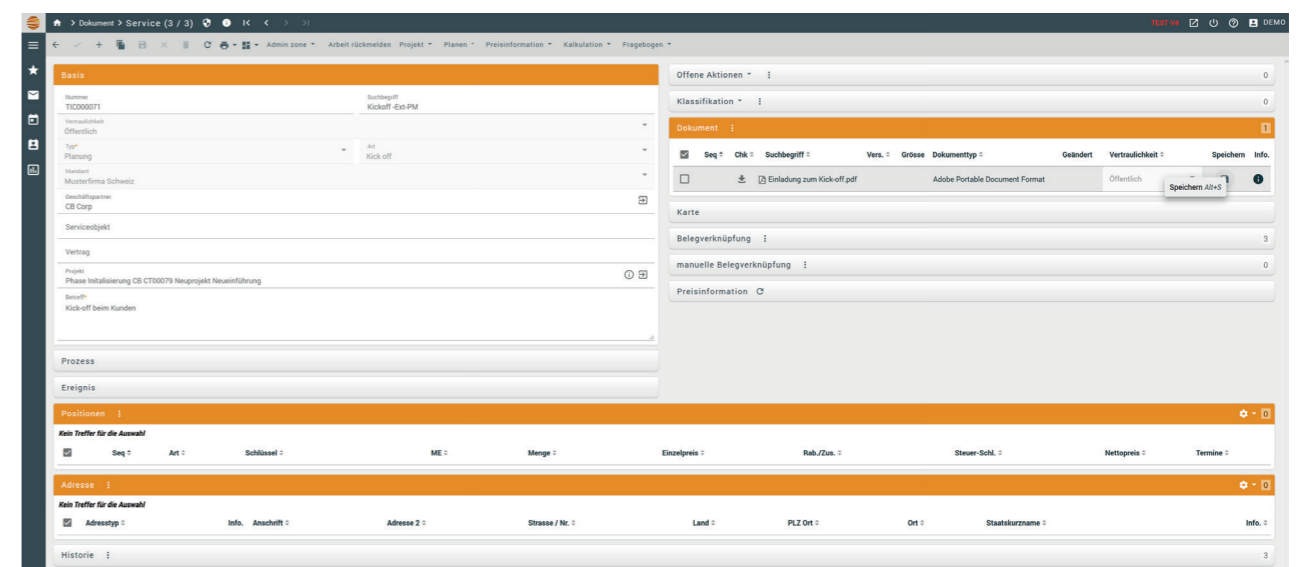 Dokument > Service (3 / 3)
TEST V4
DEMO
Admin zone
Arbeit rückmelden
Projekt
Planen
Preisinformation
Kalkulation
Fragebogen
Basis
Nummer
TIC000071
Suchbegriff
Kickoff -Ext-PM
Vertraulichkeit
Öffentlich
Typ*
Planung
Art
Kick off
Mandant
Musterfirma Schweiz
Geschäftspartner
CB Corp
Serviceobjekt
Vertrag
Projekt
Phase Initalisierung CB CT00079 Neuprojekt Neueinführung
Betreff*
Kick-off beim Kunden
Prozess
Ereignis
Offene Aktionen 0
Klassifikation 0
Dokument 1
Seq Chk Suchbegriff Vers. Grösse Dokumenttyp Geändert Vertraulichkeit Speichern Info.
Einladung zum Kick-off.pdf Adobe Portable Document Format Öffentlich
Speichern Alt+S
Karte
Belegverknüpfung 3
manuelle Belegverknüpfung 0
Preisinformation
Positionen 0
Kein Treffer für die Auswahl
Seq Art Schlüssel ME Menge Einzelpreis Rab./Zus. Steuer-Schl. Nettopreis Termine
Adresse 0
Kein Treffer für die Auswahl
Adresstyp Info. Anschrift Adresse 2 Strasse / Nr. Land PLZ Ort Ort Staatskurzname Info.
Historie 3